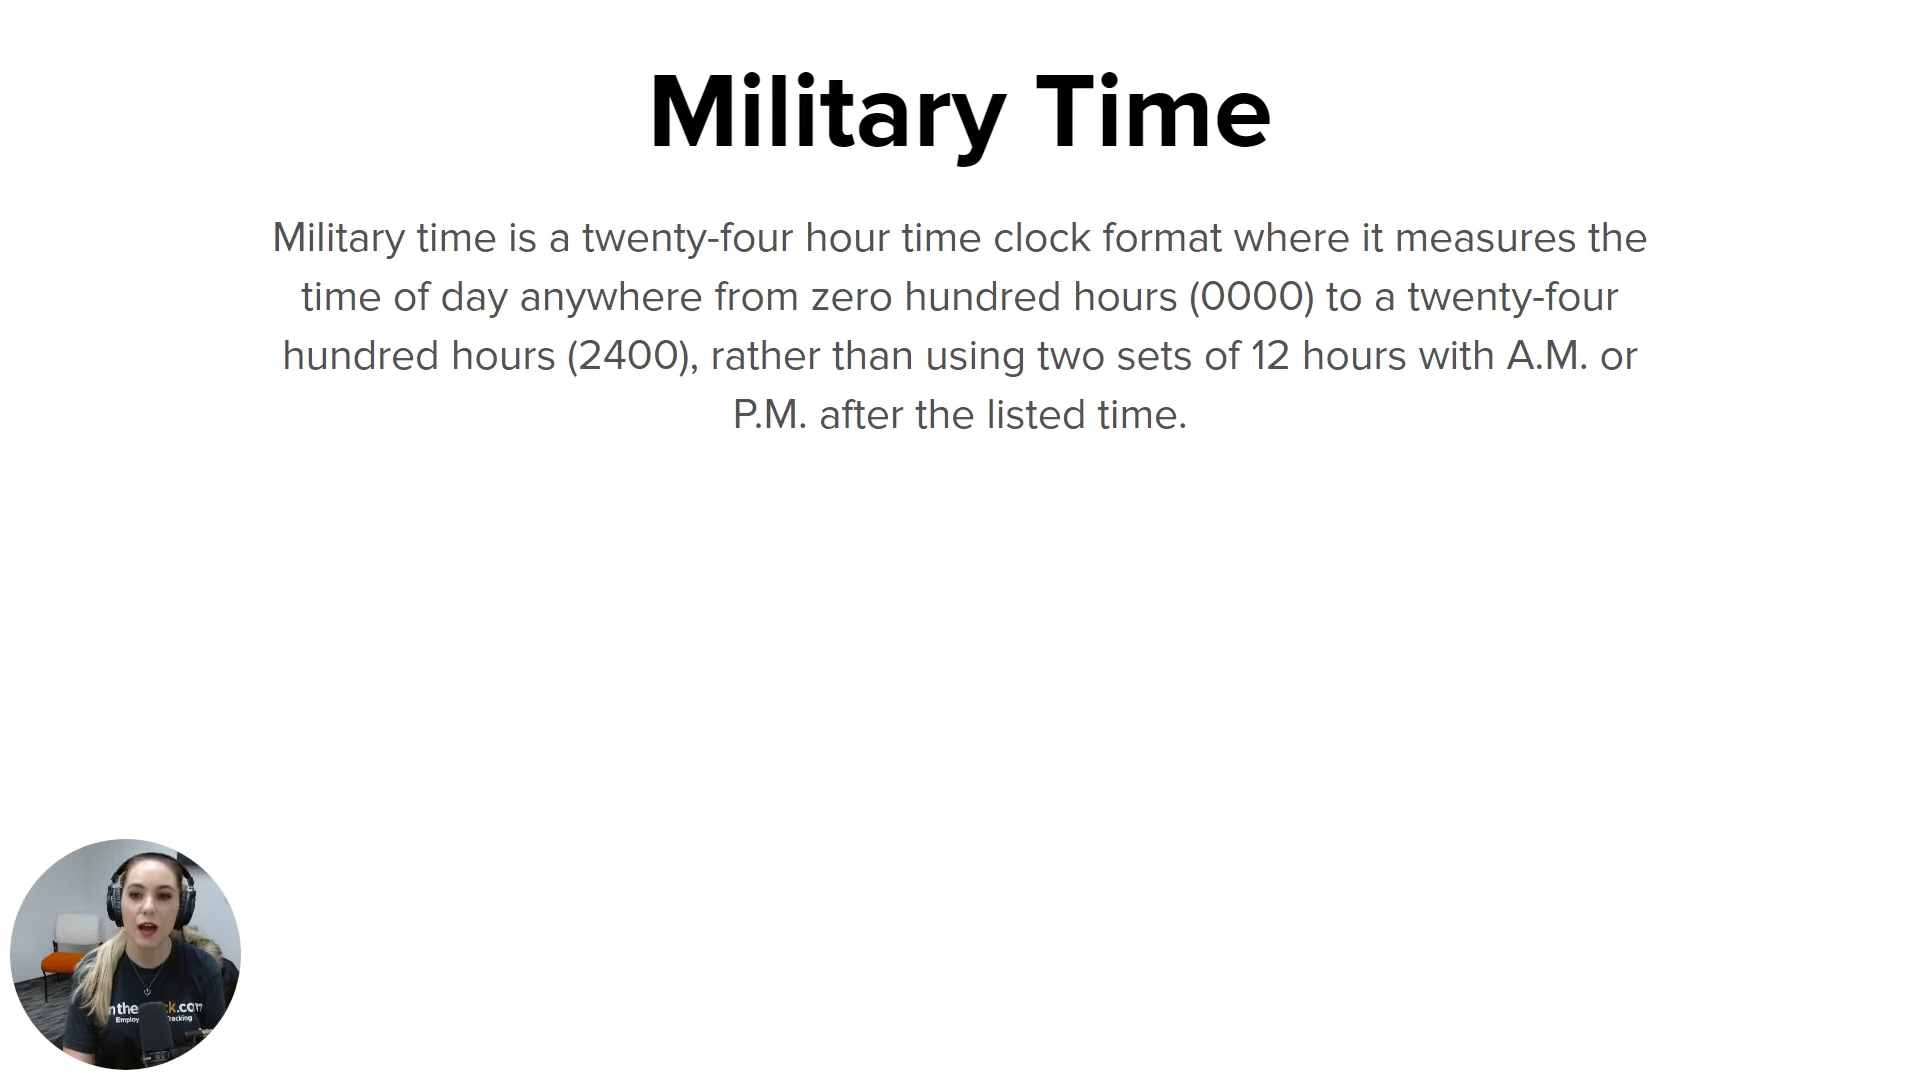 Military Time
Military time is a twenty-four hour time clock format where it measures the
time of day anywhere from zero hundred hours (0000) to a twenty-four
hundred hours (2400), rather than using two sets of 12 hours with A.M. or
P.M. after the listed time.